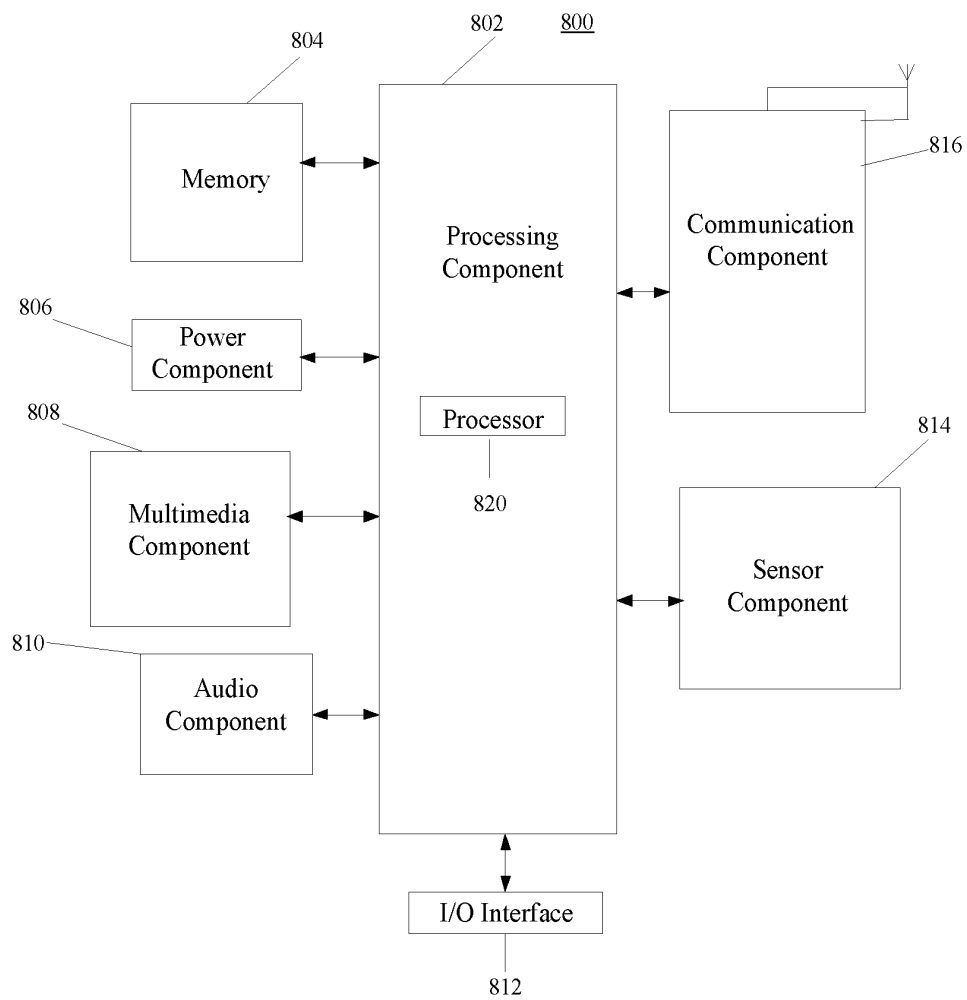 800
802
804
Memory
816
Communication
Component
Processing
Component
806
Power
Component
808
Processor
820
814
Multimedia
Component
Sensor
Component
810
Audio
Component
I/O Interface
812